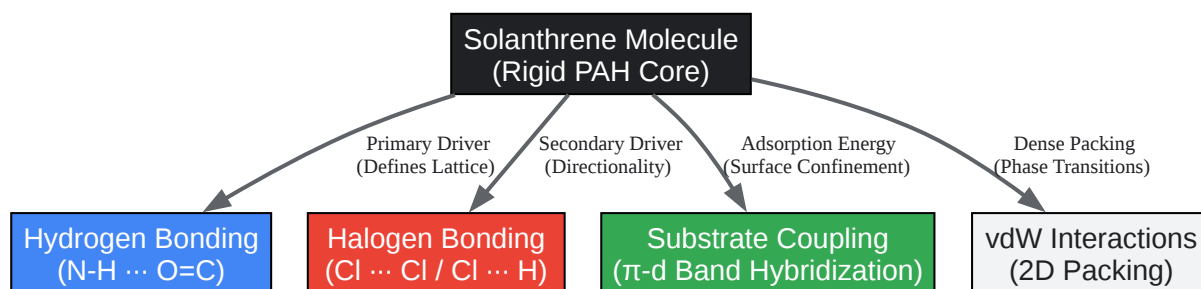 Solanthrene Molecule
(Rigid PAH Core)
Primary Driver
(Defines Lattice)
Secondary Driver
(Directionality)
Adsorption Energy
(Surface Confinement)
Dense Packing
(Phase Transitions)
Hydrogen Bonding
(N-H ··· O=C)
Halogen Bonding
(Cl ··· Cl / Cl ··· H)
Substrate Coupling
(π-d Band Hybridization)
vdW Interactions
(2D Packing)